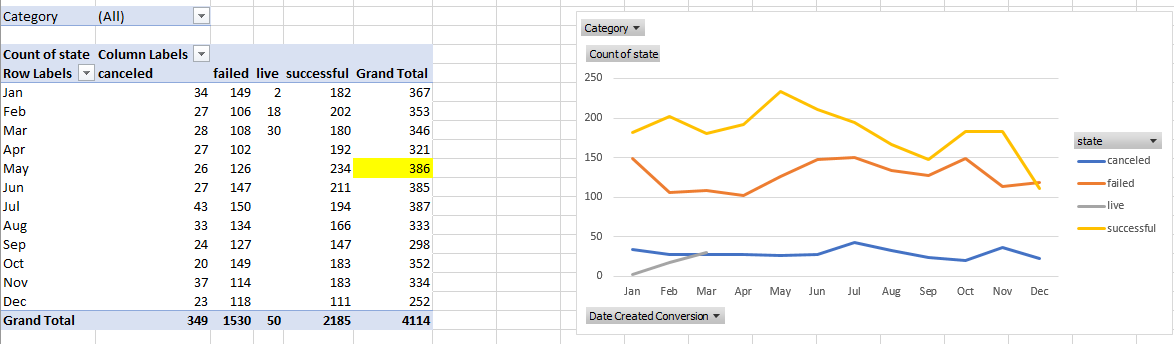 Category (All)
Count of state Column Labels
Row Labels canceled failed live successful Grand Total
Jan 34 149 2 182 367
Feb 27 106 18 202 353
Mar 28 108 30 180 346
Apr 27 102 192 321
May 26 126 234 386
Jun 27 147 211 385
Jul 43 150 194 387
Aug 33 134 166 333
Sep 24 127 147 298
Oct 20 149 183 352
Nov 37 114 183 334
Dec 23 118 111 252
Grand Total 349 1530 50 2185 4114
Category
Count of state
250
200
150
100
50
0
Jan Feb Mar Apr May Jun Jul Aug Sep Oct Nov Dec
state
canceled
failed
live
successful
Date Created Conversion